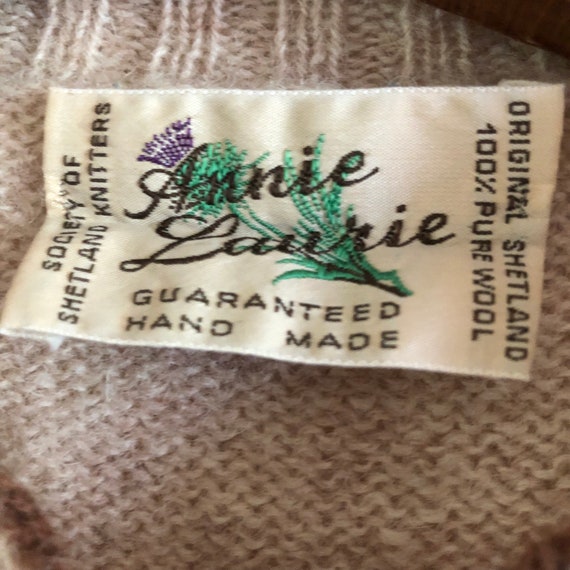 SOCIETY OF
SHETLAND KNITTERS
Annie
Laurie
GUARANTEED
HAND MADE
ORIGINAL SHETLAND
100% PURE WOOL